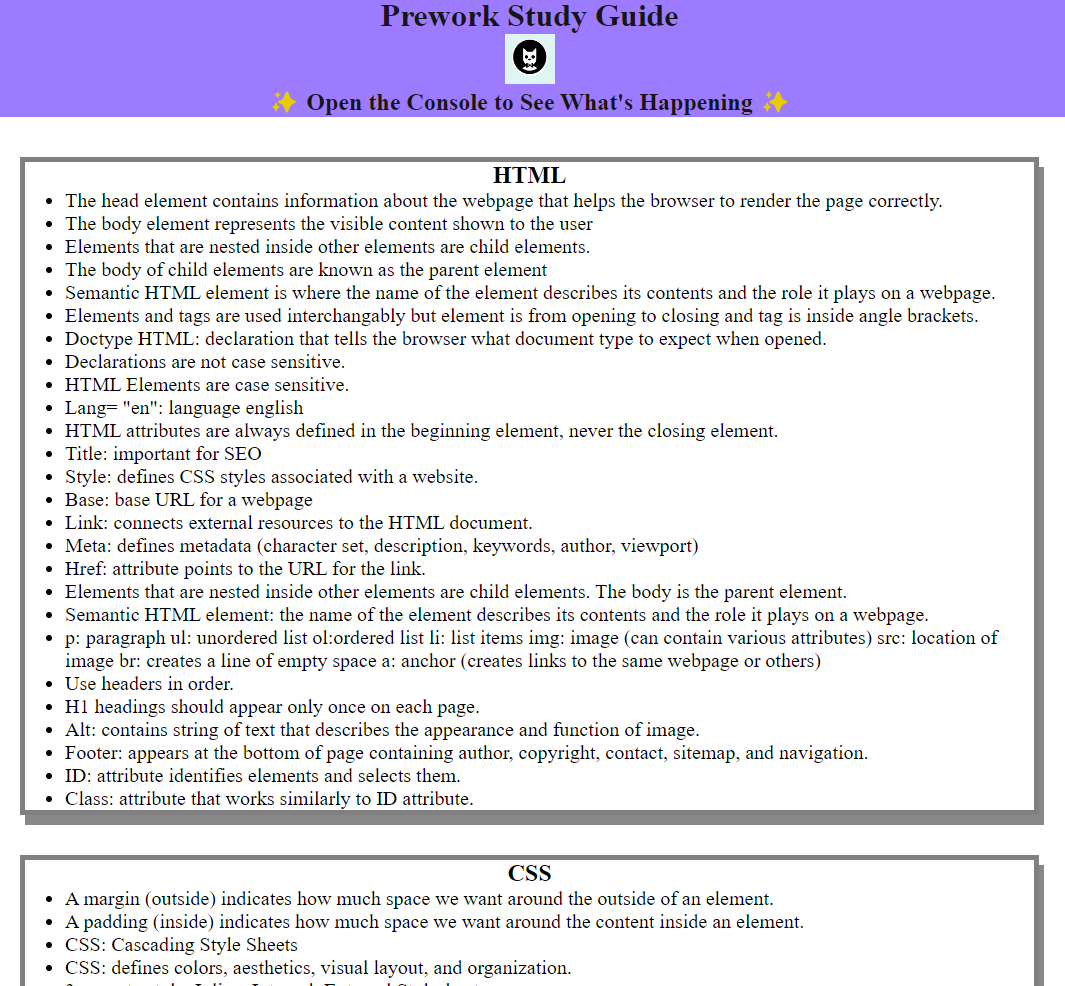 Prework Study Guide
✨ Open the Console to See What's Happening ✨
HTML
• The head element contains information about the webpage that helps the browser to render the page correctly.
• The body element represents the visible content shown to the user
• Elements that are nested inside other elements are child elements.
• The body of child elements are known as the parent element
• Semantic HTML element is where the name of the element describes its contents and the role it plays on a webpage.
• Elements and tags are used interchangably but element is from opening to closing and tag is inside angle brackets.
• Doctype HTML: declaration that tells the browser what document type to expect when opened.
• Declarations are not case sensitive.
• HTML Elements are case sensitive.
• Lang= "en": language english
• HTML attributes are always defined in the beginning element, never the closing element.
• Title: important for SEO
• Style: defines CSS styles associated with a website.
• Base: base URL for a webpage
• Link: connects external resources to the HTML document.
• Meta: defines metadata (character set, description, keywords, author, viewport)
• Href: attribute points to the URL for the link.
• Elements that are nested inside other elements are child elements. The body is the parent element.
• Semantic HTML element: the name of the element describes its contents and the role it plays on a webpage.
• p: paragraph ul: unordered list ol:ordered list li: list items img: image (can contain various attributes) src: location of
image br: creates a line of empty space a: anchor (creates links to the same webpage or others)
• Use headers in order.
• H1 headings should appear only once on each page.
• Alt: contains string of text that describes the appearance and function of image.
• Footer: appears at the bottom of page containing author, copyright, contact, sitemap, and navigation.
• ID: attribute identifies elements and selects them.
• Class: attribute that works similarly to ID attribute.
CSS
• A margin (outside) indicates how much space we want around the outside of an element.
• A padding (inside) indicates how much space we want around the content inside an element.
• CSS: Cascading Style Sheets
• CSS: defines colors, aesthetics, visual layout, and organization.